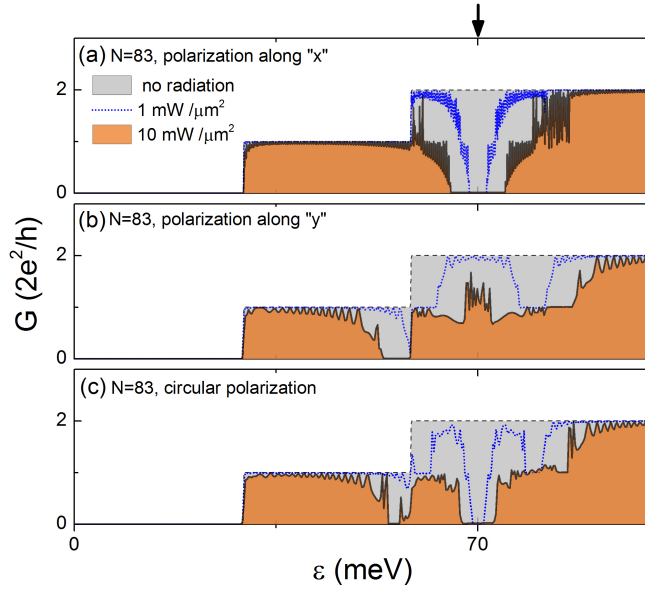 (a) N=83, polarization along "x"
no radiation
1 mW /μm²
10 mW /μm²
2
0
(b) N=83, polarization along "y"
2
0
(c) N=83, circular polarization
2
0
G (2e²/h)
0 70
ε (meV)